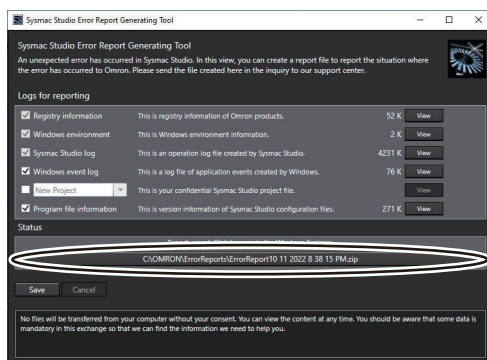 Sysmac Studio Error Report Generating Tool
Sysmac Studio Error Report Generating Tool
An unexpected error has occurred in Sysmac Studio. In this view, you can create a report file to report the situation where
the error has occurred to Omron. Please send the file created here in the inquiry to our support center.
Logs for reporting
Registry information This is registry information of Omron products. 52 K View
Windows environment This is Windows environment information. 2 K View
Sysmac Studio log This is an operation log file created by Sysmac Studio. 4231 K View
Windows event log This is a log file of application events created by Windows. 76 K View
New Project This is your confidential Sysmac Studio project file. View
Program file information This is version information of Sysmac Studio configuration files. 271 K View
Status
C:\OMRON\ErrorReports\ErrorReport10 11 2022 8 38 15 PM.zip
Save Cancel
No files will be transferred from your computer without your consent. You can view the content at any time. You should be aware that some data is
mandatory in this exchange so that we can find the information we need to help you.